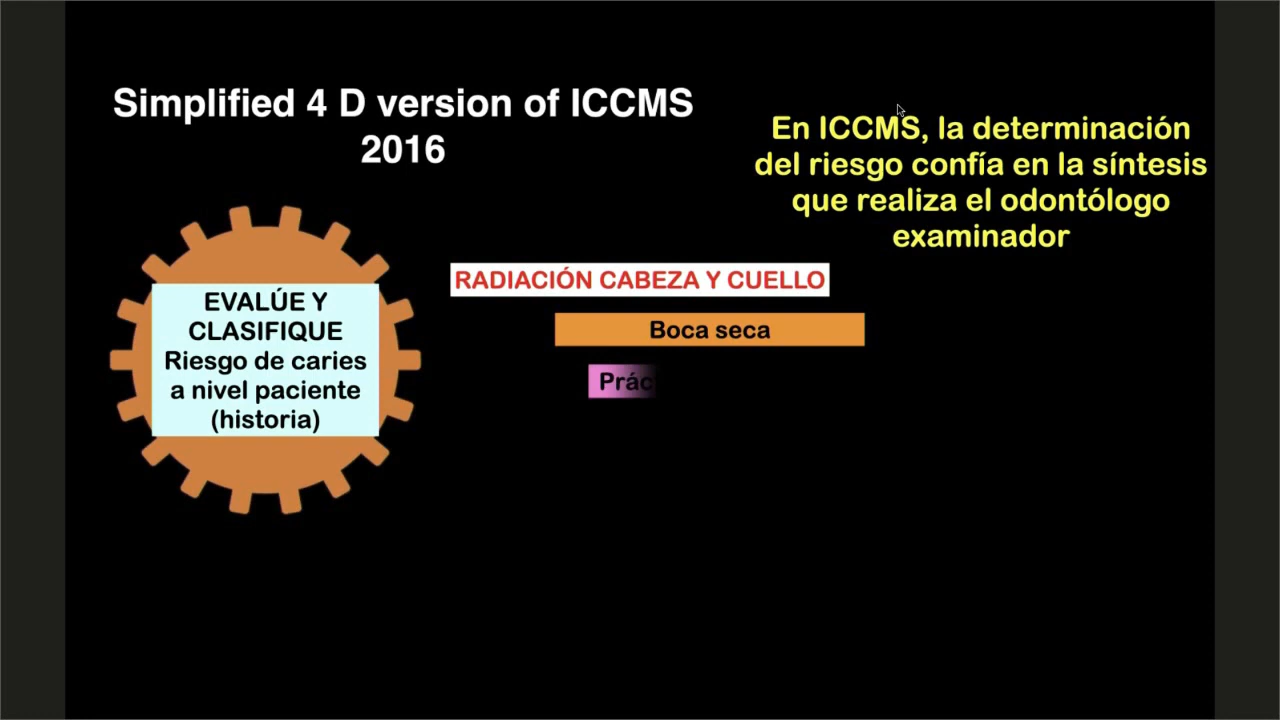 Simplified 4 D version of ICCMS
2016
En ICCMS, la determinación
del riesgo confía en la síntesis
que realiza el odontólogo
examinador
RADIACIÓN CABEZA Y CUELLO
EVALÚE Y
CLASIFIQUE
Riesgo de caries
a nivel paciente
(historia)
Boca seca
Prác